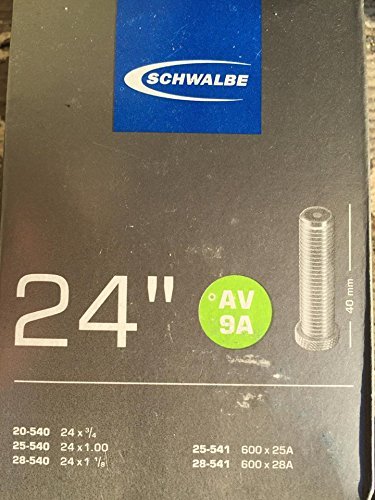 SCHWALBE
24"
AV
9A
40 mm
20-540 24 x 3/4
25-540 24 x 1.00
28-540 24 x 1 1/8
25-541 600 x 25A
28-541 600 x 28A